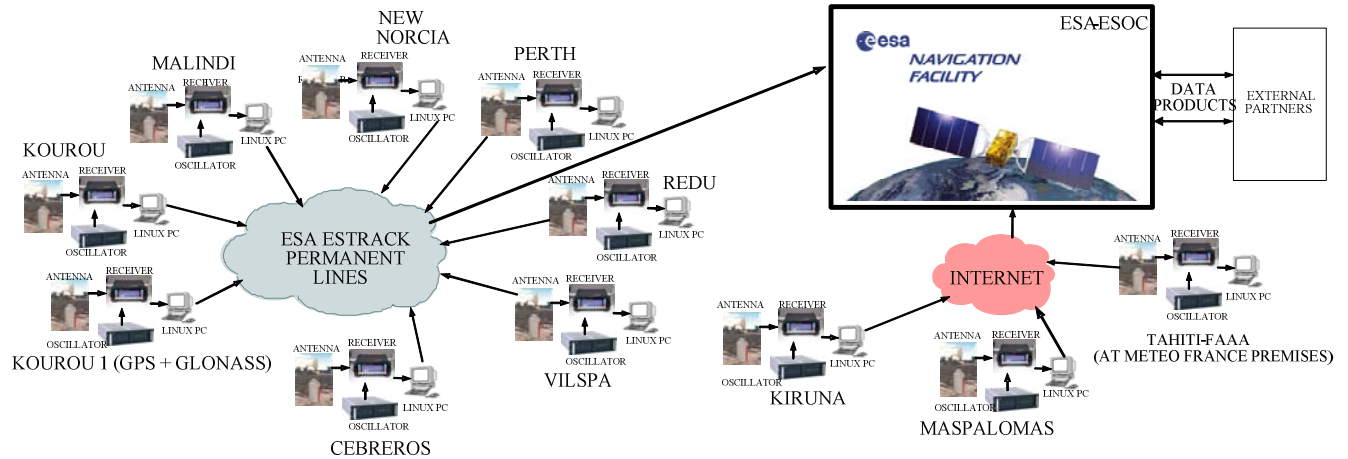 NEW
NORCIA
ANTENNA
RECEIVER
LINUX PC
OSCILLATOR
MALINDI
ANTENNA
RECEIVER
LINUX PC
OSCILLATOR
PERTH
ANTENNA
RECEIVER
LINUX PC
OSCILLATOR
KOUROU
ANTENNA
RECEIVER
LINUX PC
OSCILLATOR
ANTENNA
RECEIVER
LINUX PC
OSCILLATOR
KOUROU 1 (GPS + GLONASS)
ESA ESTRACK
PERMANENT
LINES
REDU
ANTENNA
RECEIVER
LINUX PC
OSCILLATOR
ANTENNA
RECEIVER
LINUX PC
OSCILLATOR
VILSPA
ANTENNA
RECEIVER
LINUX PC
OSCILLATOR
CEBREROS
ESA-ESOC
esa
NAVIGATION
FACILITY
DATA
PRODUCTS
EXTERNAL
PARTNERS
INTERNET
ANTENNA
RECEIVER
LINUX PC
OSCILLATOR
KIRUNA
ANTENNA
RECEIVER
LINUX PC
OSCILLATOR
MASPALOMAS
ANTENNA
RECEIVER
LINUX PC
OSCILLATOR
TAHITI-FAAA
(AT METEO FRANCE PREMISES)